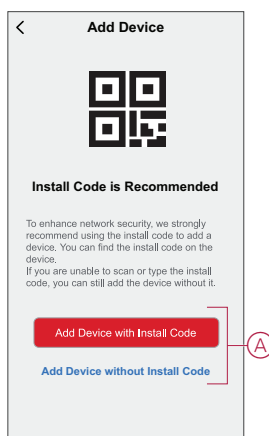 Add Device
Install Code is Recommended
To enhance network security, we strongly
recommend using the install code to add a
device. You can find the install code on the
device.
If you are unable to scan or type the install
code, you can still add the device without it.
Add Device with Install Code
A
Add Device without Install Code